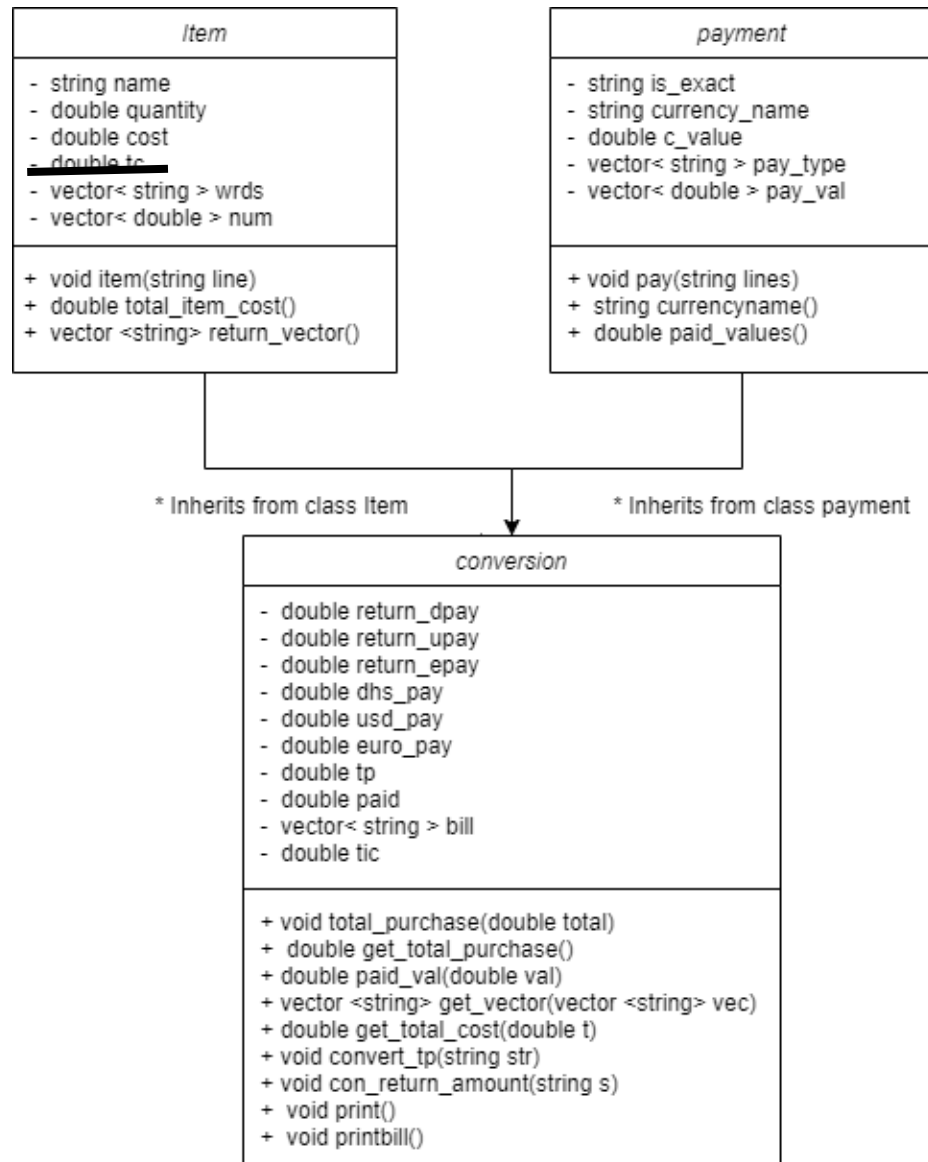 Item
- string name
- double quantity
- double cost
- double tc
- vector< string > wrds
- vector< double > num
+ void item(string line)
+ double total_item_cost()
+ vector <string> return_vector()
payment
- string is_exact
- string currency_name
- double c_value
- vector< string > pay_type
- vector< double > pay_val
+ void pay(string lines)
+ string currencyname()
+ double paid_values()
* Inherits from class Item
* Inherits from class payment
conversion
- double return_dpay
- double return_upay
- double return_epay
- double dhs_pay
- double usd_pay
- double euro_pay
- double tp
- double paid
- vector< string > bill
- double tic
+ void total_purchase(double total)
+ double get_total_purchase()
+ double paid_val(double val)
+ vector <string> get_vector(vector <string> vec)
+ double get_total_cost(double t)
+ void convert_tp(string str)
+ void con_return_amount(string s)
+ void print()
+ void printbill()